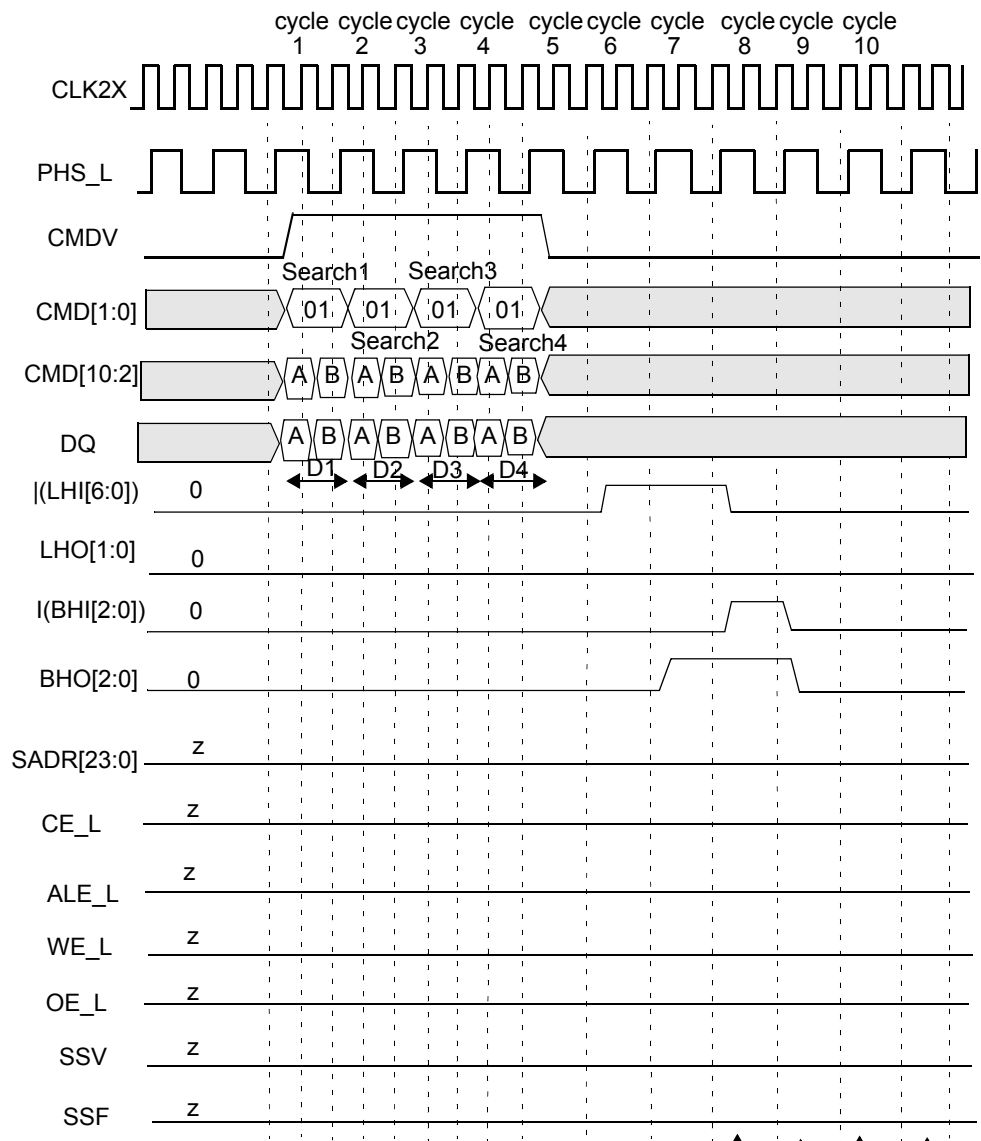 cycle cycle cycle cycle cycle cycle cycle cycle cycle cycle
1 2 3 4 5 6 7 8 9 10
CLK2X
PHS_L
CMDV
Search1 Search3
CMD[1:0] 01 01 01 01
Search2 Search4
CMD[10:2] A B A B A B A B
DQ A B A B A B A B
D1 D2 D3 D4
|(LHI[6:0]) 0
LHO[1:0] 0
I(BHI[2:0]) 0
BHO[2:0] 0
SADR[23:0] z
CE_L z
ALE_L z
WE_L z
OE_L z
SSV z
SSF z